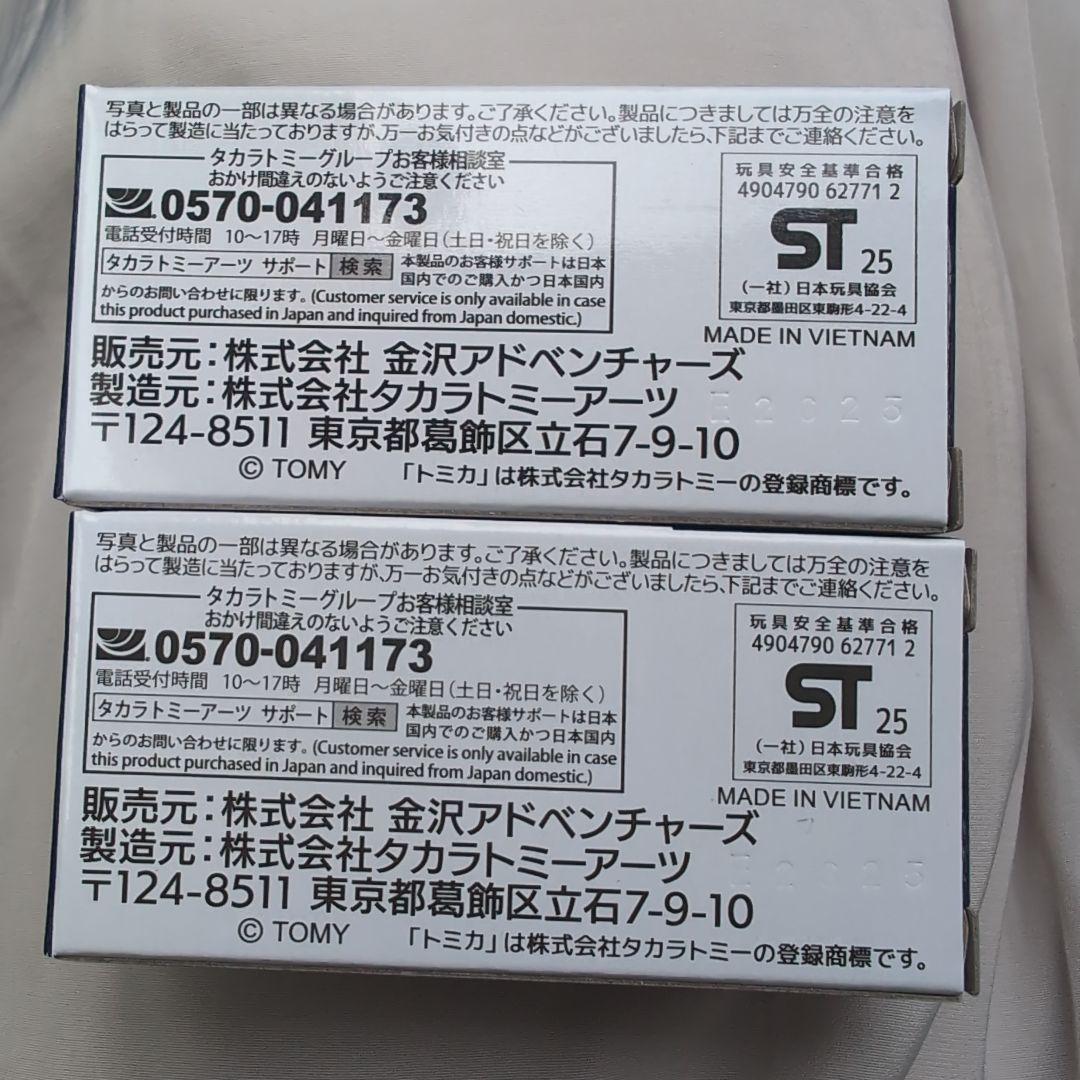 写真と製品の一部は異なる場合があります。ご了承ください。製品につきましては万全の注意を
はらって製造に当たっておりますが、万一お気付きの点などがございましたら、下記までご連絡ください。
タカラトミーグループお客様相談室
おかけ間違えのないようご注意ください
0570-041173
電話受付時間 10〜17時 月曜日〜金曜日(土日・祝日を除く)
タカラトミーアーツ サポート 検索 本製品のお客様サポートは日本
国内でのご購入かつ日本国内
からのお問い合わせに限ります。(Customer service is only available in case
this product purchased in Japan and inquired from Japan domestic.)
玩具安全基準合格
4904790 62771 2
ST 25
(一社)日本玩具協会
東京都墨田区東駒形4-22-4
MADE IN VIETNAM
販売元：株式会社 金沢アドベンチャーズ
製造元：株式会社タカラトミーアーツ
〒124-8511 東京都葛飾区立石7-9-10
© TOMY 「トミカ」は株式会社タカラトミーの登録商標です。
写真と製品の一部は異なる場合があります。ご了承ください。製品につきましては万全の注意を
はらって製造に当たっておりますが、万一お気付きの点などがございましたら、下記までご連絡ください。
タカラトミーグループお客様相談室
おかけ間違えのないようご注意ください
0570-041173
電話受付時間 10〜17時 月曜日〜金曜日(土日・祝日を除く)
タカラトミーアーツ サポート 検索 本製品のお客様サポートは日本
国内でのご購入かつ日本国内
からのお問い合わせに限ります。(Customer service is only available in case
this product purchased in Japan and inquired from Japan domestic.)
玩具安全基準合格
4904790 62771 2
ST 25
(一社)日本玩具協会
東京都墨田区東駒形4-22-4
MADE IN VIETNAM
販売元：株式会社 金沢アドベンチャーズ
製造元：株式会社タカラトミーアーツ
〒124-8511 東京都葛飾区立石7-9-10
© TOMY 「トミカ」は株式会社タカラトミーの登録商標です。